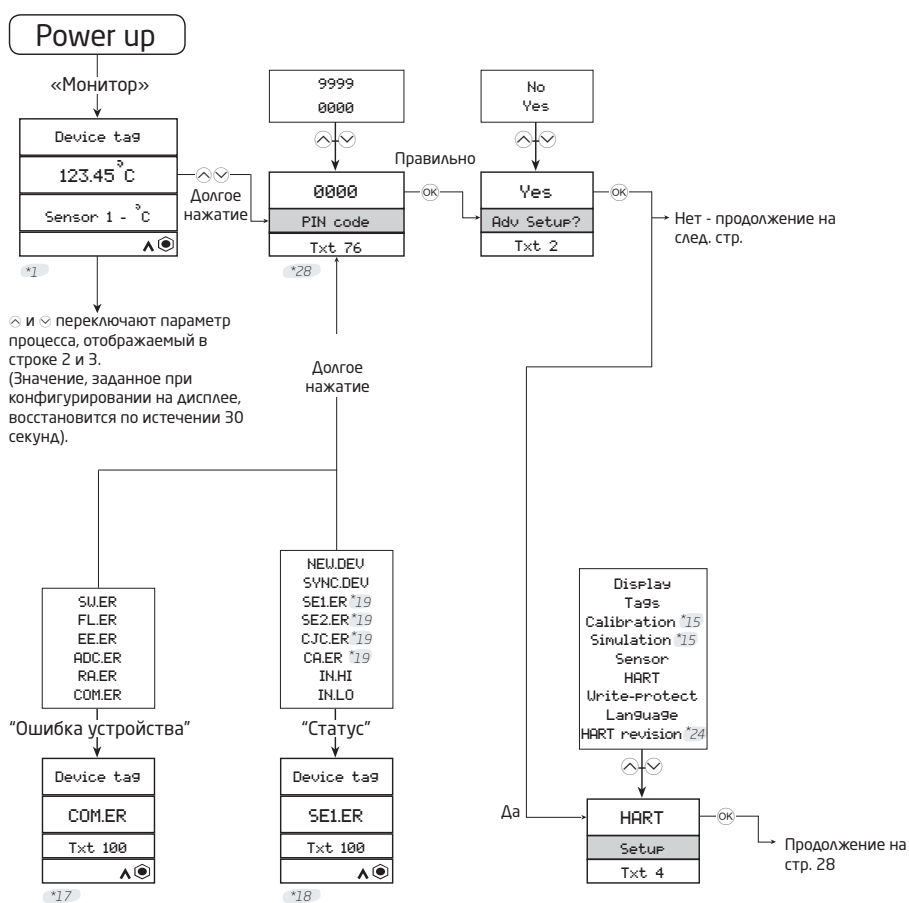 Power up
«Монитор»
Device tag
123.45 °C
Sensor 1 - °C
*1
Долгое
нажатие
и переключают параметр
процесса, отображаемый в
строке 2 и 3.
(Значение, заданное при
конфигурировании на дисплее,
восстановится по истечении 30
секунд).
9999
0000
0000
PIN code
Txt 76
*28
Правильно
OK
No
Yes
Yes
Adv Setup?
Txt 2
OK
Нет - продолжение на
след. стр.
Долгое
нажатие
SW.ER
FL.ER
EE.ER
ADC.ER
RA.ER
COM.ER
“Ошибка устройства”
Device tag
COM.ER
Txt 100
*17
NEW.DEV
SYNC.DEV
SE1.ER *19
SE2.ER *19
CJC.ER *19
CA.ER *19
IN.HI
IN.LO
“Статус”
Device tag
SE1.ER
Txt 100
*18
Display
Tags
Calibration *15
Simulation *15
Sensor
HART
Write-protect
Language
HART revision *24
Да
HART
Setup
Txt 4
OK
Продолжение на
стр. 28